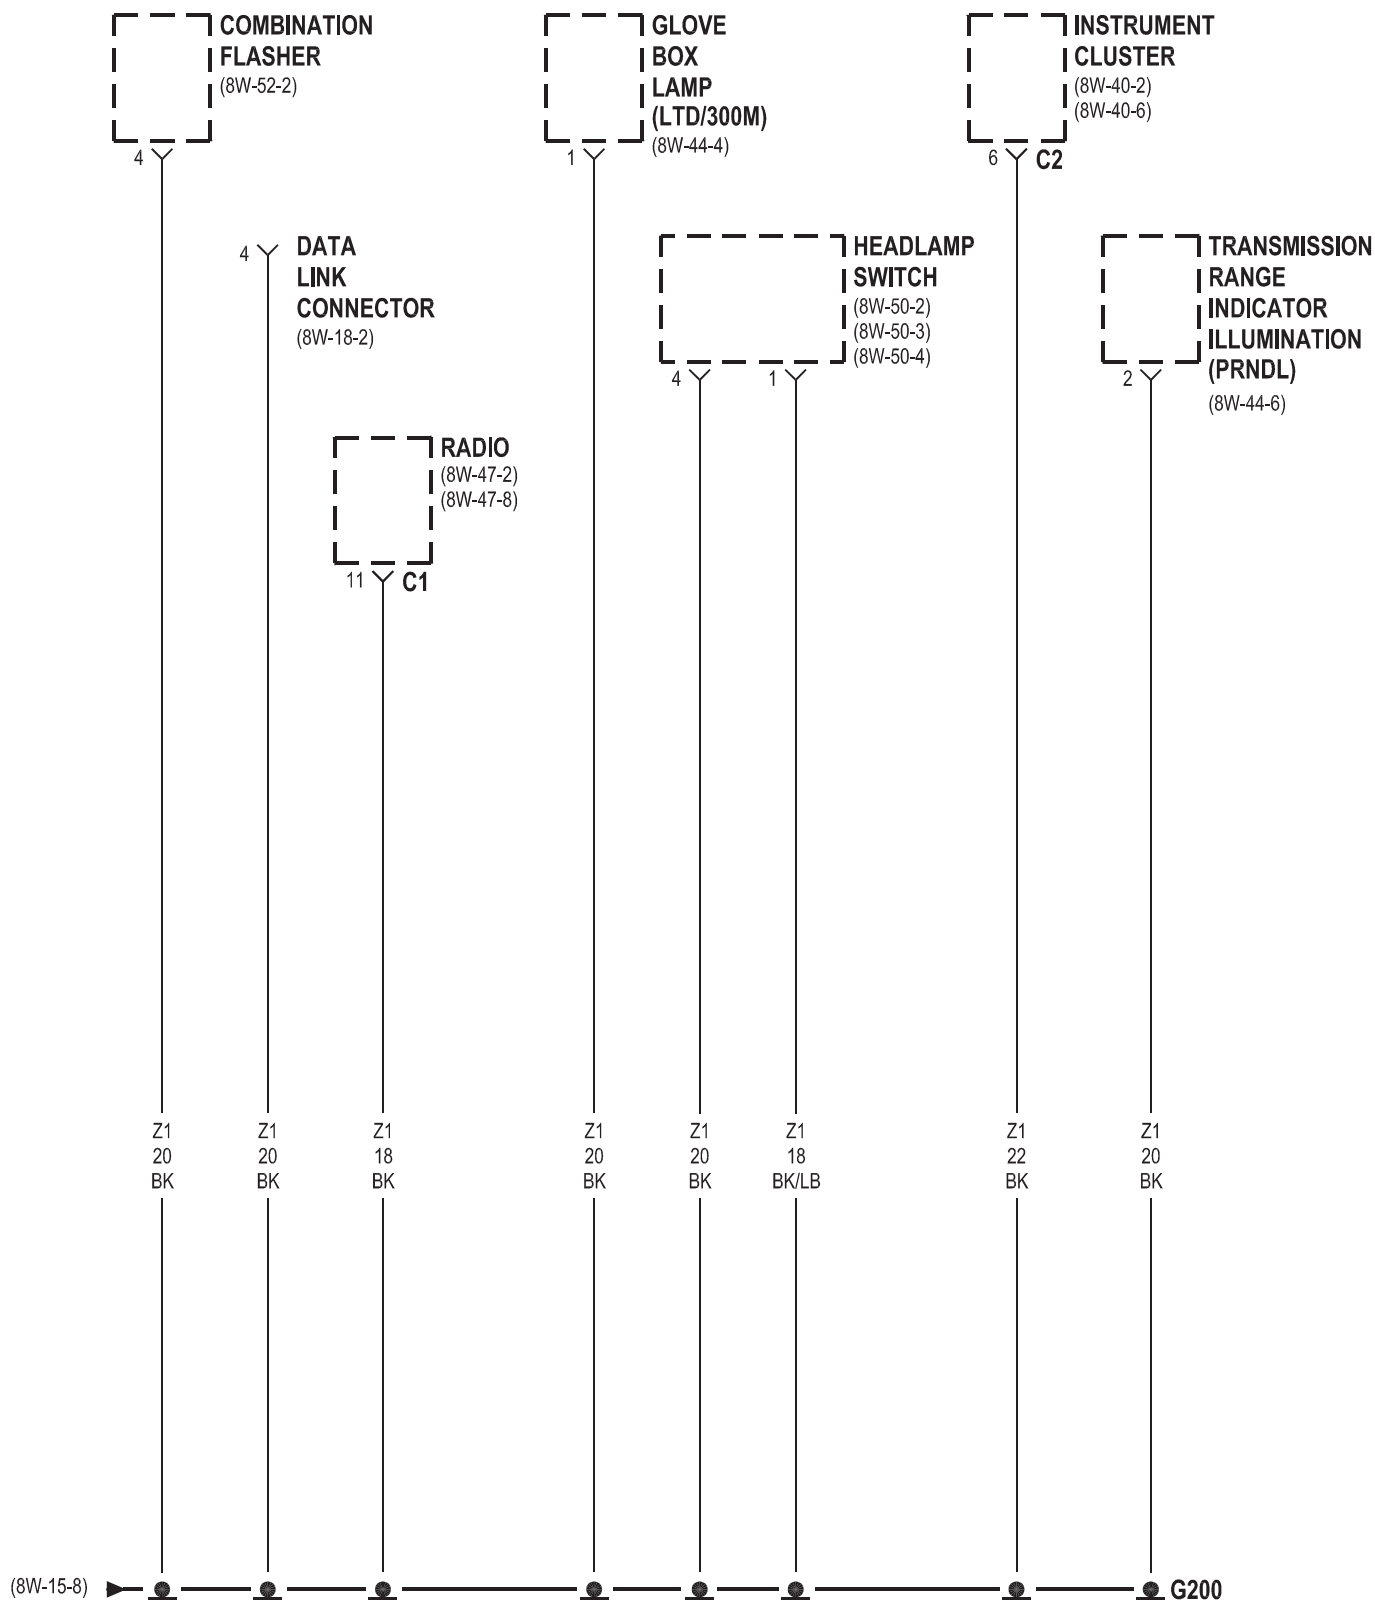 COMBINATION
FLASHER
(8W-52-2)
4
GLOVE
BOX
LAMP
(LTD/300M)
(8W-44-4)
1
INSTRUMENT
CLUSTER
(8W-40-2)
(8W-40-6)
6 C2
4 DATA
LINK
CONNECTOR
(8W-18-2)
HEADLAMP
SWITCH
(8W-50-2)
(8W-50-3)
(8W-50-4)
4 1
TRANSMISSION
RANGE
INDICATOR
ILLUMINATION
(PRNDL)
(8W-44-6)
2
RADIO
(8W-47-2)
(8W-47-8)
11 C1
Z1 Z1 Z1 Z1 Z1 Z1 Z1 Z1
20 20 18 20 20 18 22 20
BK BK BK BK BK BK/LB BK BK
(8W-15-8) G200